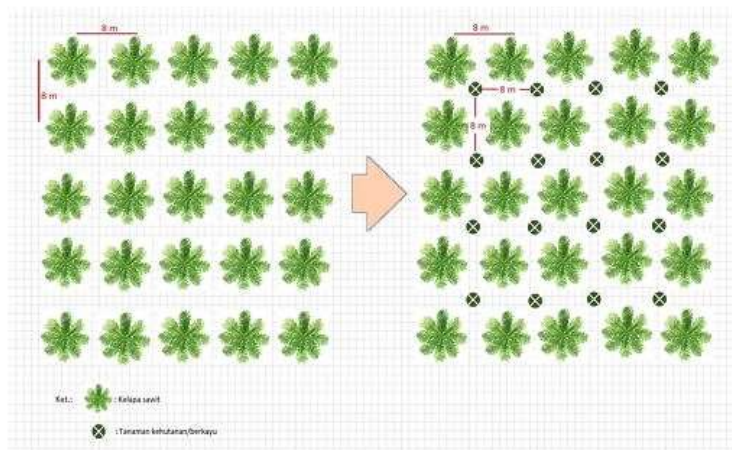 8 m
8 m
8 m
8 m
8 m
Ket.:
: Kelapa sawit
: Tanaman kehutanan/berkayu